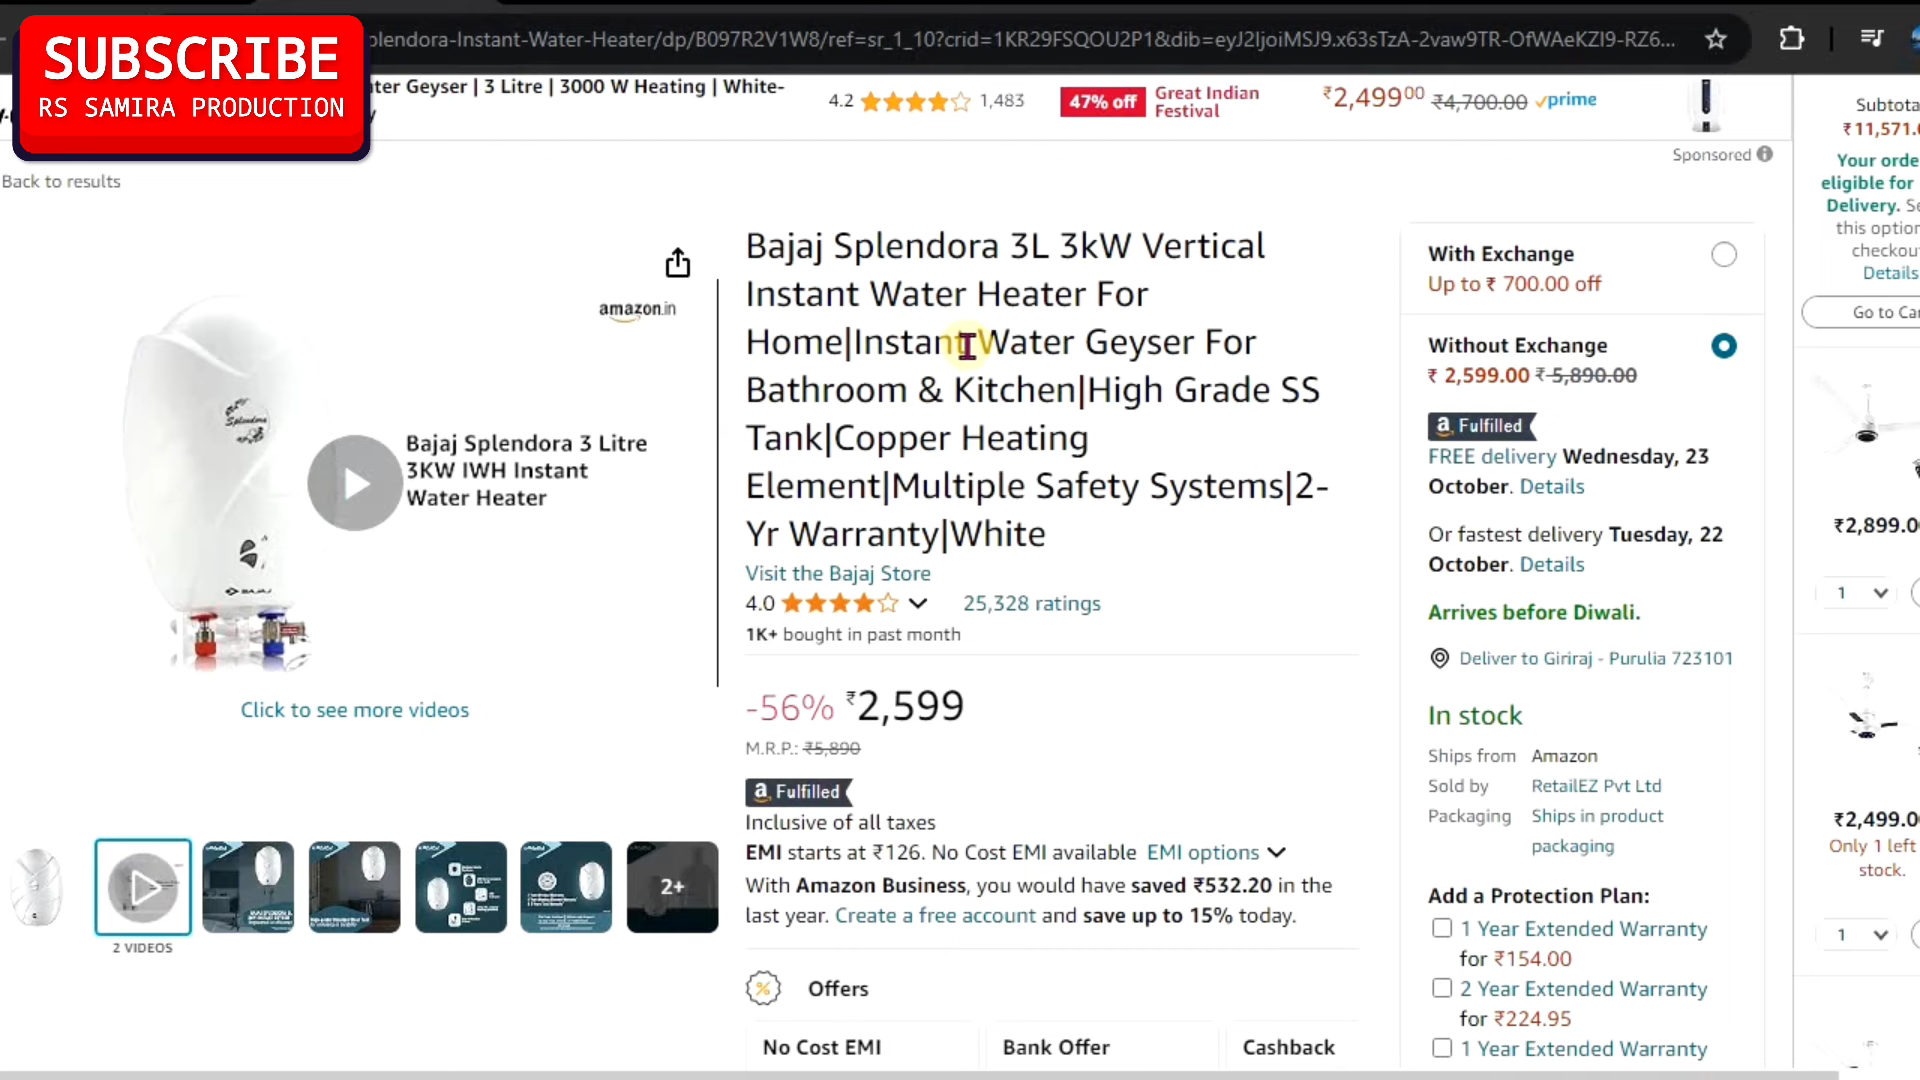 SUBSCRIBE
RS SAMIRA PRODUCTION
plendora-Instant-Water-Heater/dp/B097R2V1W8/ref=sr_1_10?crid=1KR29FSQOU2P1&dib=eyJ2IjoiMSJ9.x63sTzA-2vaw9TR-OfWAeKZI9-RZ6...
ter Geyser | 3 Litre | 3000 W Heating | White-
4.2 1,483
47% off
Great Indian
Festival
₹2,499⁰⁰ ₹4,700.00 prime
Sponsored
Back to results
Subtota
₹11,571.
Your orde
eligible for
Delivery. Se
this option
checkou
Details
Go to Car
amazon.in
Splendora
BAJAJ
Bajaj Splendora 3 Litre
3KW IWH Instant
Water Heater
Click to see more videos
2+
2 VIDEOS
Bajaj Splendora 3L 3kW Vertical
Instant Water Heater For
Home|Instant Water Geyser For
Bathroom & Kitchen|High Grade SS
Tank|Copper Heating
Element|Multiple Safety Systems|2-
Yr Warranty|White
Visit the Bajaj Store
4.0 25,328 ratings
1K+ bought in past month
-56% ₹2,599
M.R.P.: ₹5,890
a Fulfilled
Inclusive of all taxes
EMI starts at ₹126. No Cost EMI available EMI options
With Amazon Business, you would have saved ₹532.20 in the
last year. Create a free account and save up to 15% today.
Offers
No Cost EMI
Bank Offer
Cashback
With Exchange
Up to ₹ 700.00 off
Without Exchange
₹ 2,599.00 ₹ 5,890.00
a Fulfilled
FREE delivery Wednesday, 23
October. Details
Or fastest delivery Tuesday, 22
October. Details
Arrives before Diwali.
Deliver to Giriraj - Purulia 723101
In stock
Ships from Amazon
Sold by RetailEZ Pvt Ltd
Packaging Ships in product
packaging
Add a Protection Plan:
1 Year Extended Warranty
for ₹154.00
2 Year Extended Warranty
for ₹224.95
1 Year Extended Warranty
₹2,899.0
1
₹2,499.0
Only 1 left
stock.
1